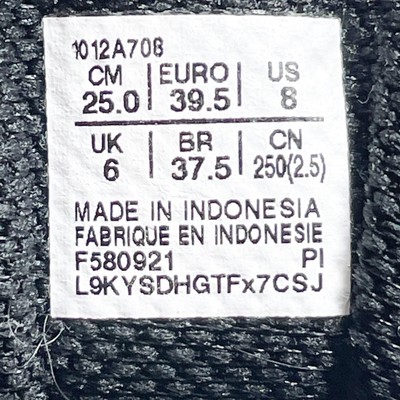 1012A708
CM | EURO | US
25.0 | 39.5 | 8
UK | BR | CN
6 | 37.5 | 250(2.5)
MADE IN INDONESIA
FABRIQUE EN INDONESIE
F580921 PI
L9KYSDHGTFx7CSJ